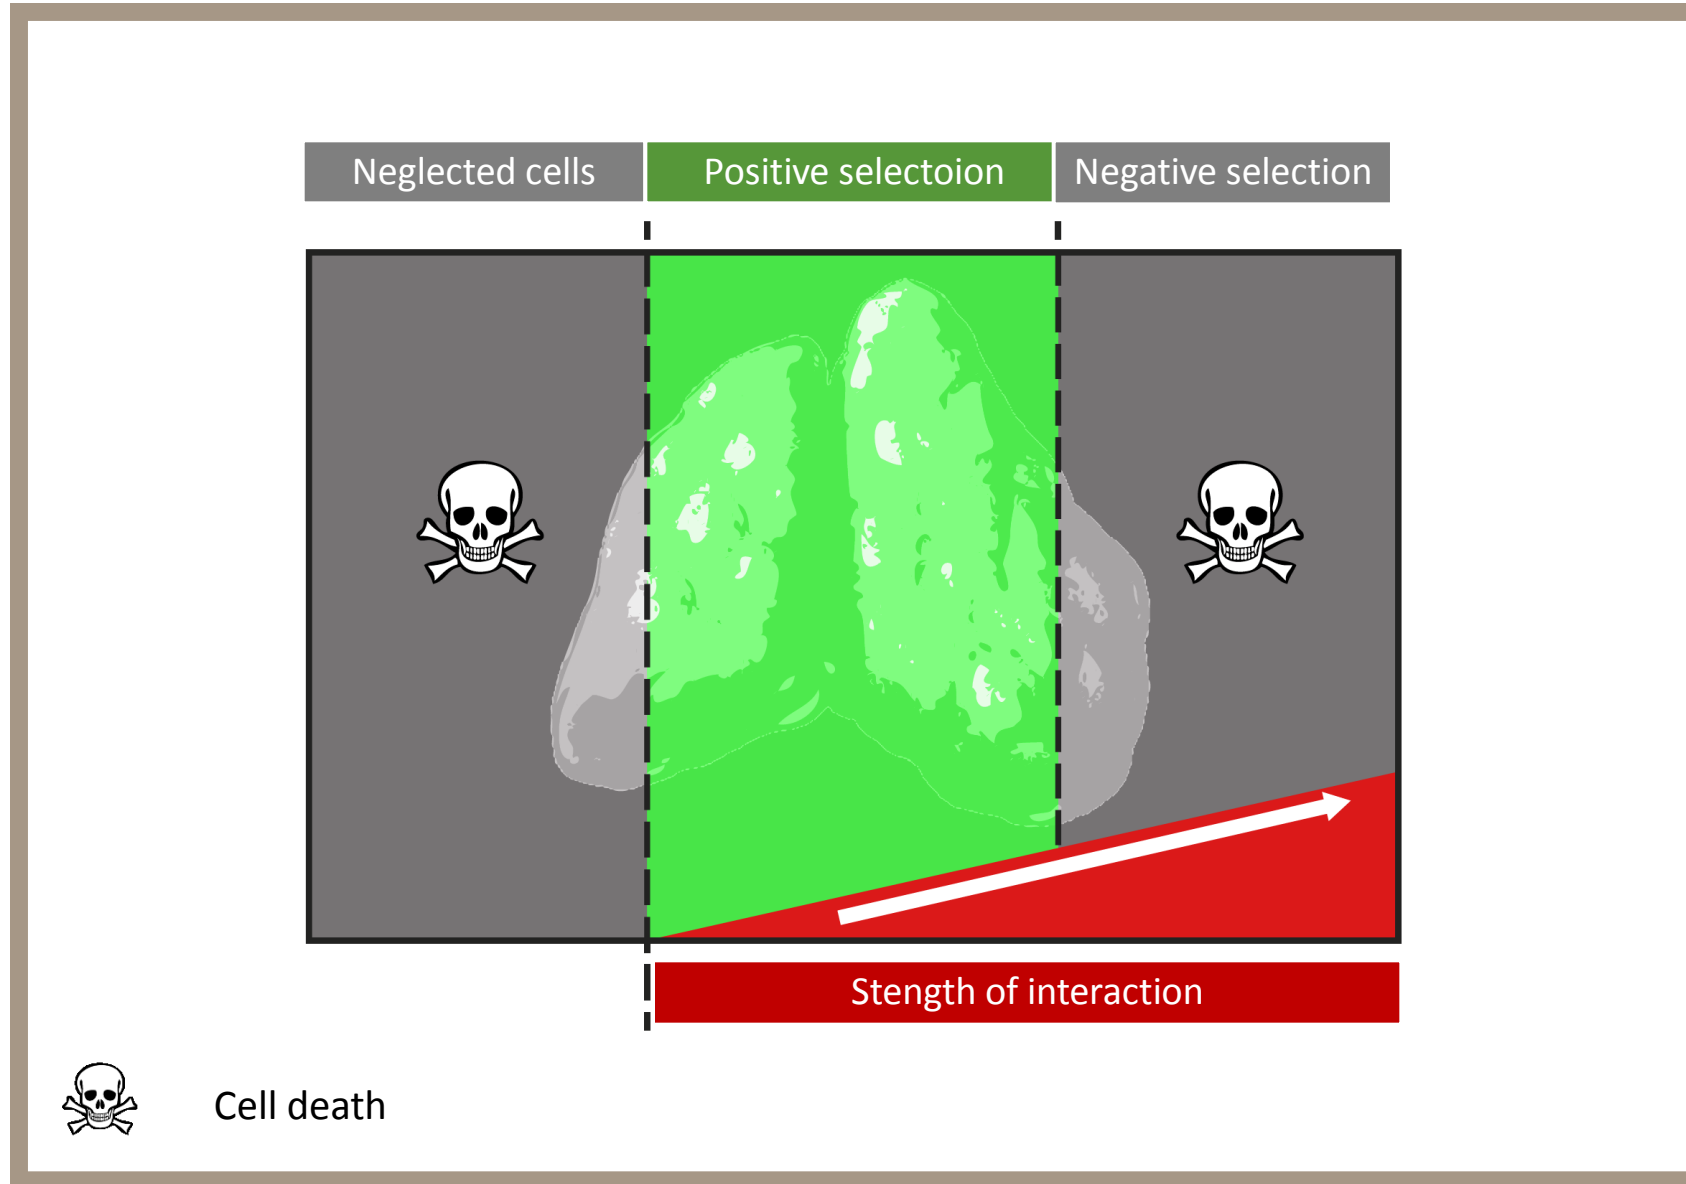 Neglected cells
Positive selectoion
Negative selection
Stength of interaction
Cell death